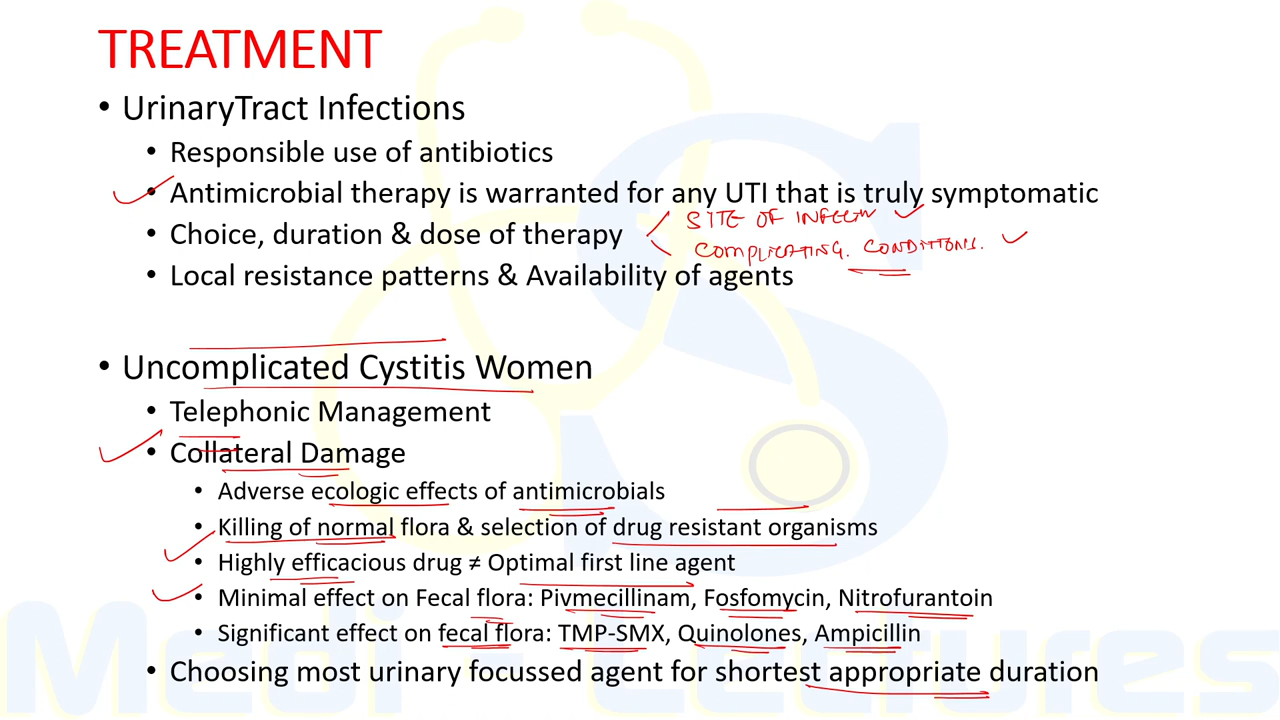 TREATMENT
• UrinaryTract Infections
• Responsible use of antibiotics
• Antimicrobial therapy is warranted for any UTI that is truly symptomatic
SITE OF INFECTN
• Choice, duration & dose of therapy
COMPLICATING. CONDITIONS.
• Local resistance patterns & Availability of agents
• Uncomplicated Cystitis Women
• Telephonic Management
• Collateral Damage
• Adverse ecologic effects of antimicrobials
• Killing of normal flora & selection of drug resistant organisms
• Highly efficacious drug ≠ Optimal first line agent
• Minimal effect on Fecal flora: Pivmecillinam, Fosfomycin, Nitrofurantoin
• Significant effect on fecal flora: TMP-SMX, Quinolones, Ampicillin
• Choosing most urinary focussed agent for shortest appropriate duration
Medi - Lectures